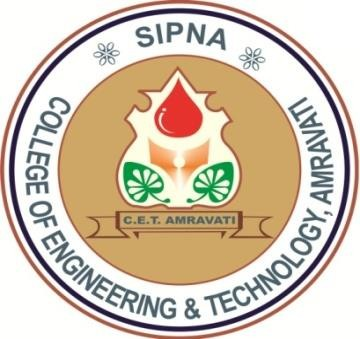 SIPNA
COLLEGE OF ENGINEERING & TECHNOLOGY, AMRAVATI
C.E.T. AMRAVATI